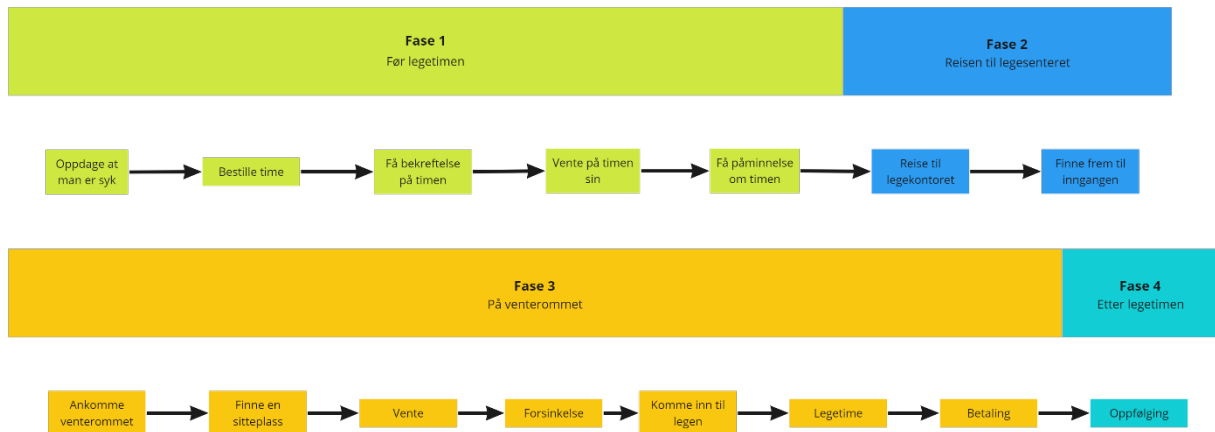 Fase 1
Før legetimen
Fase 2
Reisen til legesenteret
Oppdage at
man er syk
Bestille time
Få bekreftelse
på timen
Vente på timen
sin
Få påminnelse
om timen
Reise til
legekontoret
Finne frem til
inngangen
Fase 3
På venterommet
Fase 4
Etter legetimen
Ankomme
venterommet
Finne en
sitteplass
Vente
Forsinkelse
Komme inn til
legen
Legetime
Betaling
Oppfølging